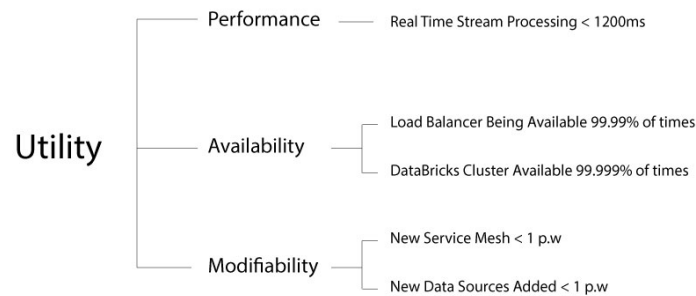 Utility
Performance
Real Time Stream Processing < 1200ms
Availability
Load Balancer Being Available 99.99% of times
DataBricks Cluster Available 99.999% of times
Modifiability
New Service Mesh < 1 p.w
New Data Sources Added < 1 p.w